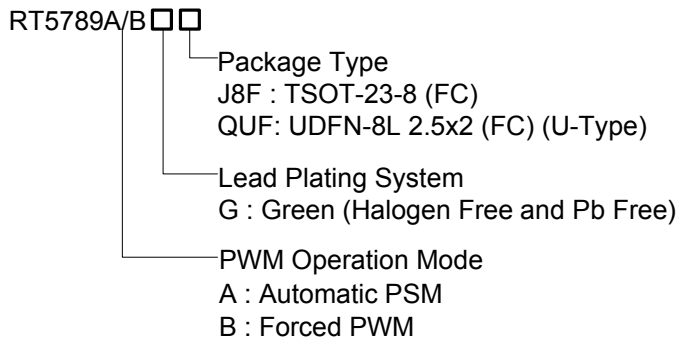 RT5789A/B□□
Package Type
J8F : TSOT-23-8 (FC)
QUF: UDFN-8L 2.5x2 (FC) (U-Type)
Lead Plating System
G : Green (Halogen Free and Pb Free)
PWM Operation Mode
A : Automatic PSM
B : Forced PWM